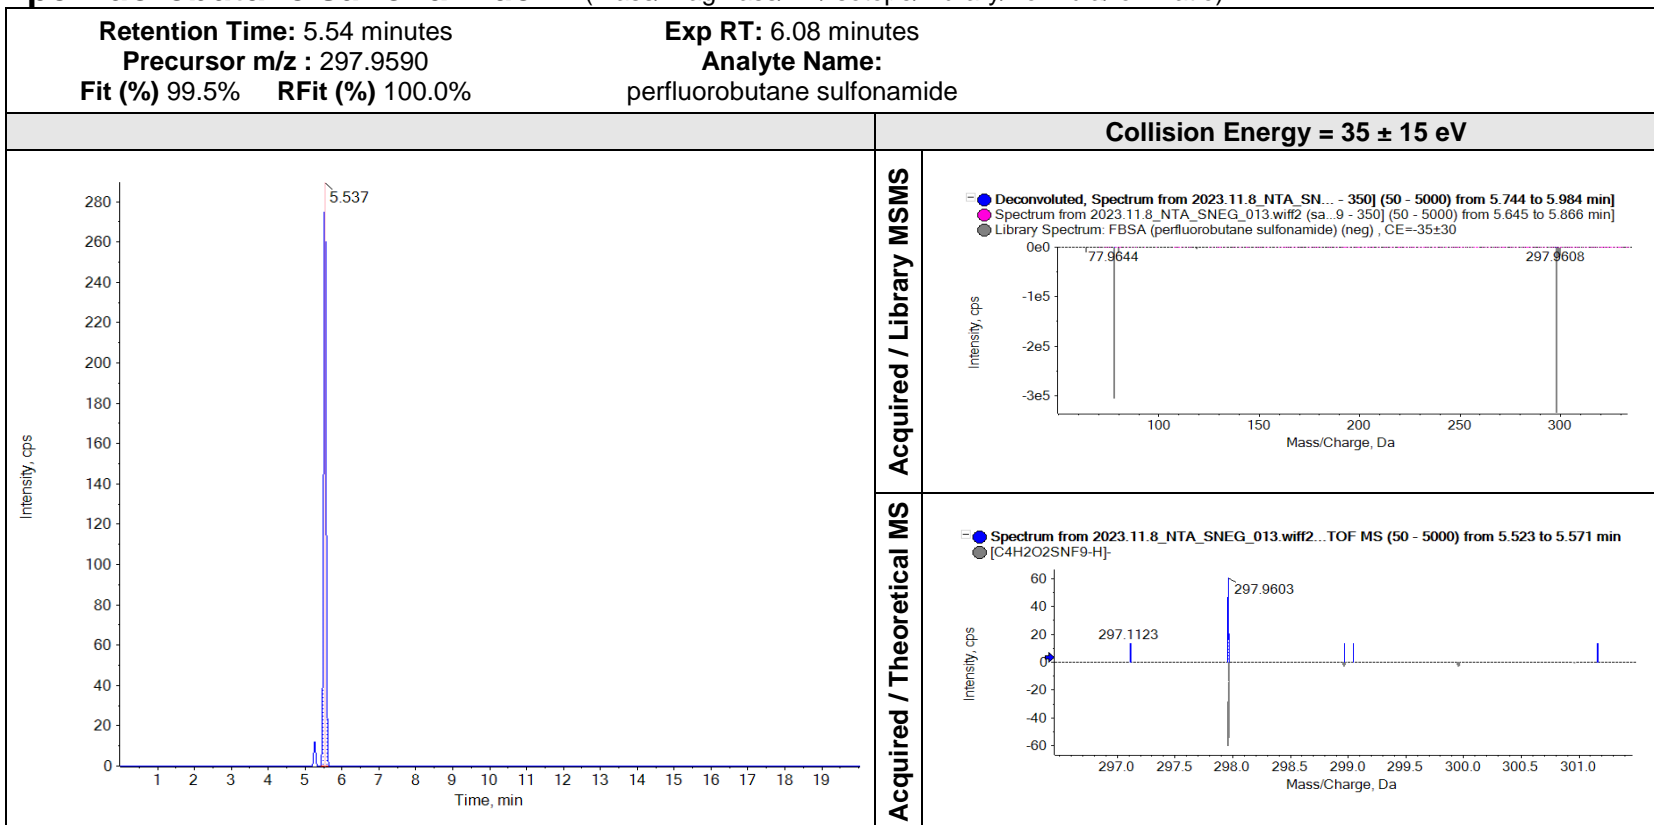 Retention Time: 5.54 minutes
Exp RT: 6.08 minutes
Precursor m/z : 297.9590
Analyte Name:
Fit (%) 99.5% RFit (%) 100.0%
perfluorobutane sulfonamide
Collision Energy = 35 ± 15 eV
5.537
280
260
240
220
200
180
160
140
120
100
80
60
40
20
0
Intensity, cps
1 2 3 4 5 6 7 8 9 10 11 12 13 14 15 16 17 18 19
Time, min
Acquired / Library MSMS
Deconvoluted, Spectrum from 2023.11.8_NTA_SN... - 350] (50 - 5000) from 5.744 to 5.984 min]
Spectrum from 2023.11.8_NTA_SNEG_013.wiff2 (sa...9 - 350] (50 - 5000) from 5.645 to 5.866 min]
Library Spectrum: FBSA (perfluorobutane sulfonamide) (neg) , CE=-35±30
0e0
-1e5
-2e5
-3e5
Intensity, cps
77.9644
297.9608
100 150 200 250 300
Mass/Charge, Da
Acquired / Theoretical MS
Spectrum from 2023.11.8_NTA_SNEG_013.wiff2...TOF MS (50 - 5000) from 5.523 to 5.571 min
[C4H2O2SNF9-H]-
60
40
20
0
-20
-40
-60
Intensity, cps
297.1123
297.9603
297.0 297.5 298.0 298.5 299.0 299.5 300.0 300.5 301.0
Mass/Charge, Da